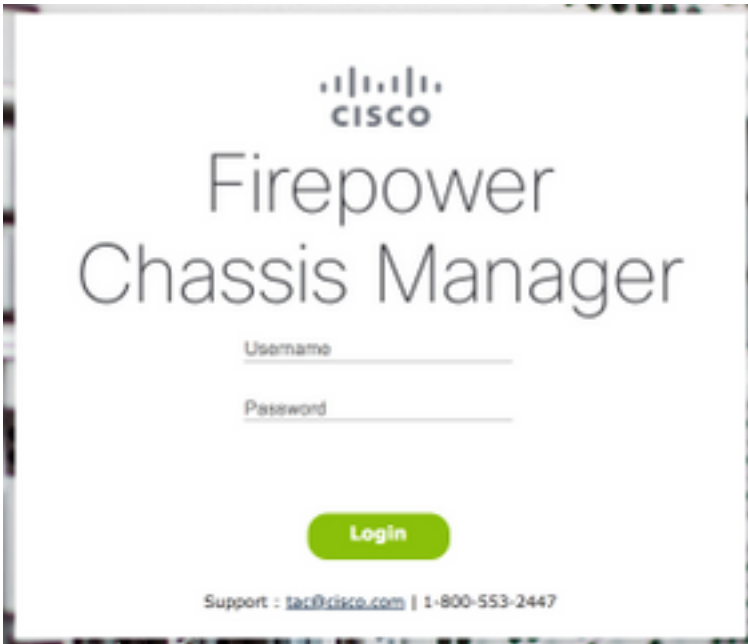 CISCO
Firepower
Chassis Manager
Username
Password
Login
Support : tac@cisco.com | 1-800-553-2447